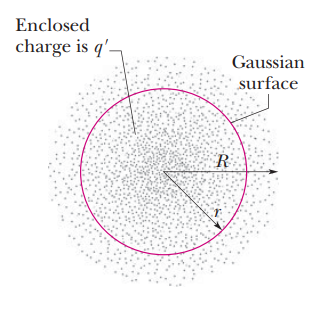 Enclosed
charge is q′
Gaussian
surface
R
r